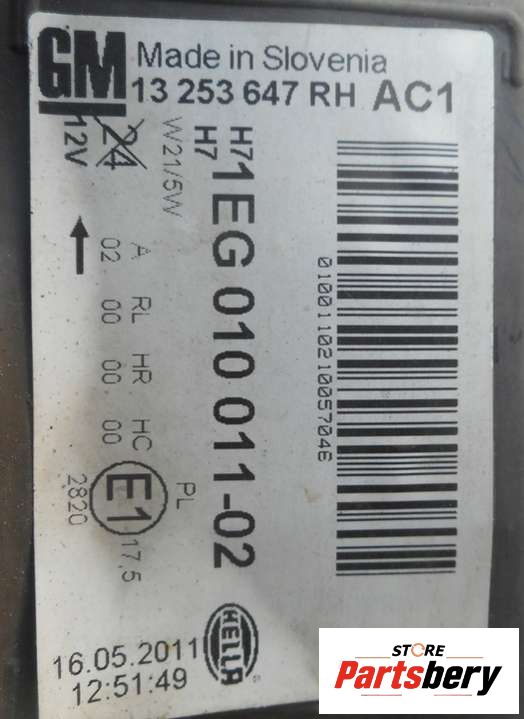 GM
Made in Slovenia
13 253 647 RH AC1
H7
H7
W21/5W
24
12V
1EG 010 011-02
A RL HR HC PL
02 00 00 00
E1
2820
17,5
HELLA
010011021005704E
16.05.2011
12:51:49
STORE
Partsbery